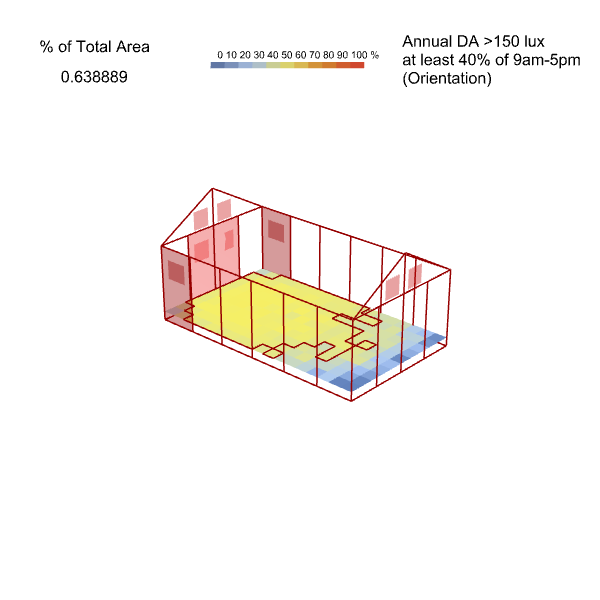 % of Total Area
0.638889
0 10 20 30 40 50 60 70 80 90 100 %
Annual DA >150 lux
at least 40% of 9am-5pm
(Orientation)